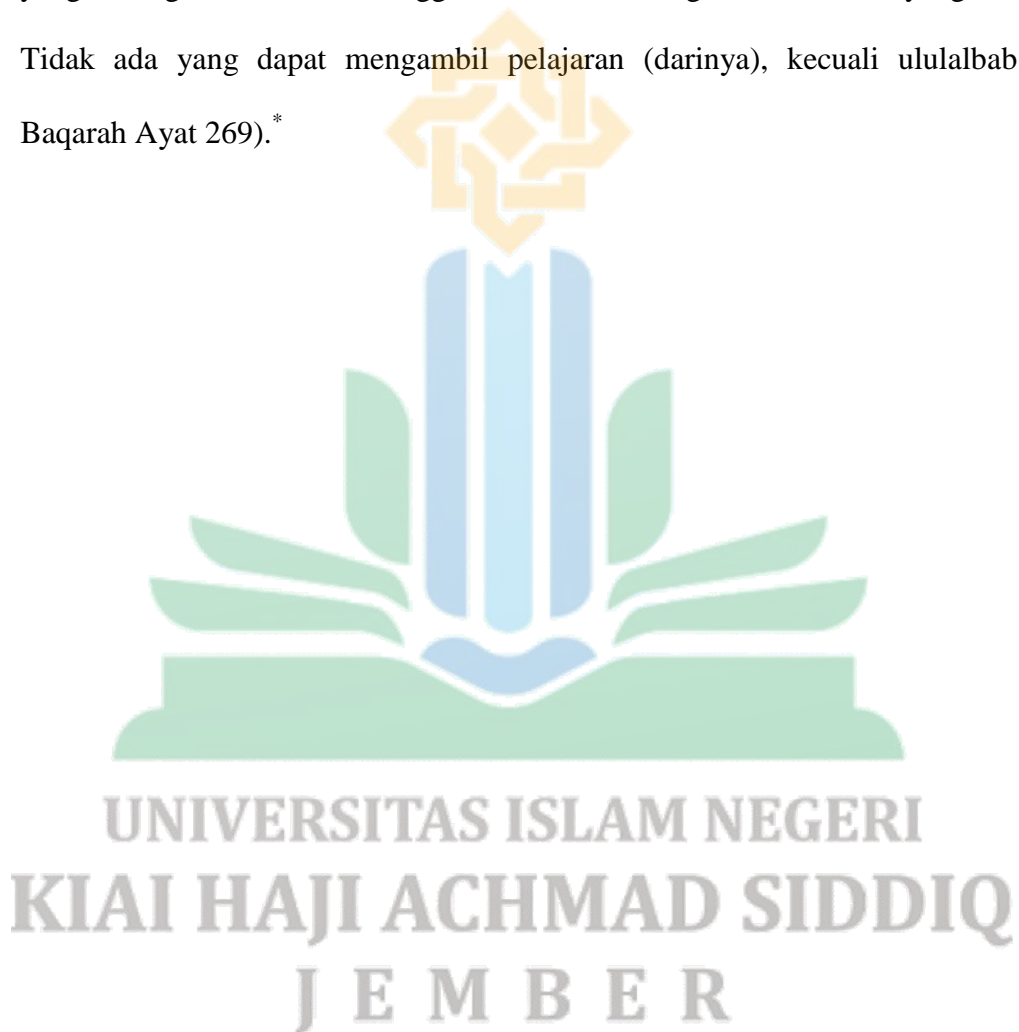 Tidak ada yang dapat mengambil pelajaran (darinya), kecuali ululalbab
Baqarah Ayat 269).*
UNIVERSITAS ISLAM NEGERI
KIAI HAJI ACHMAD SIDDIQ
JEMBER